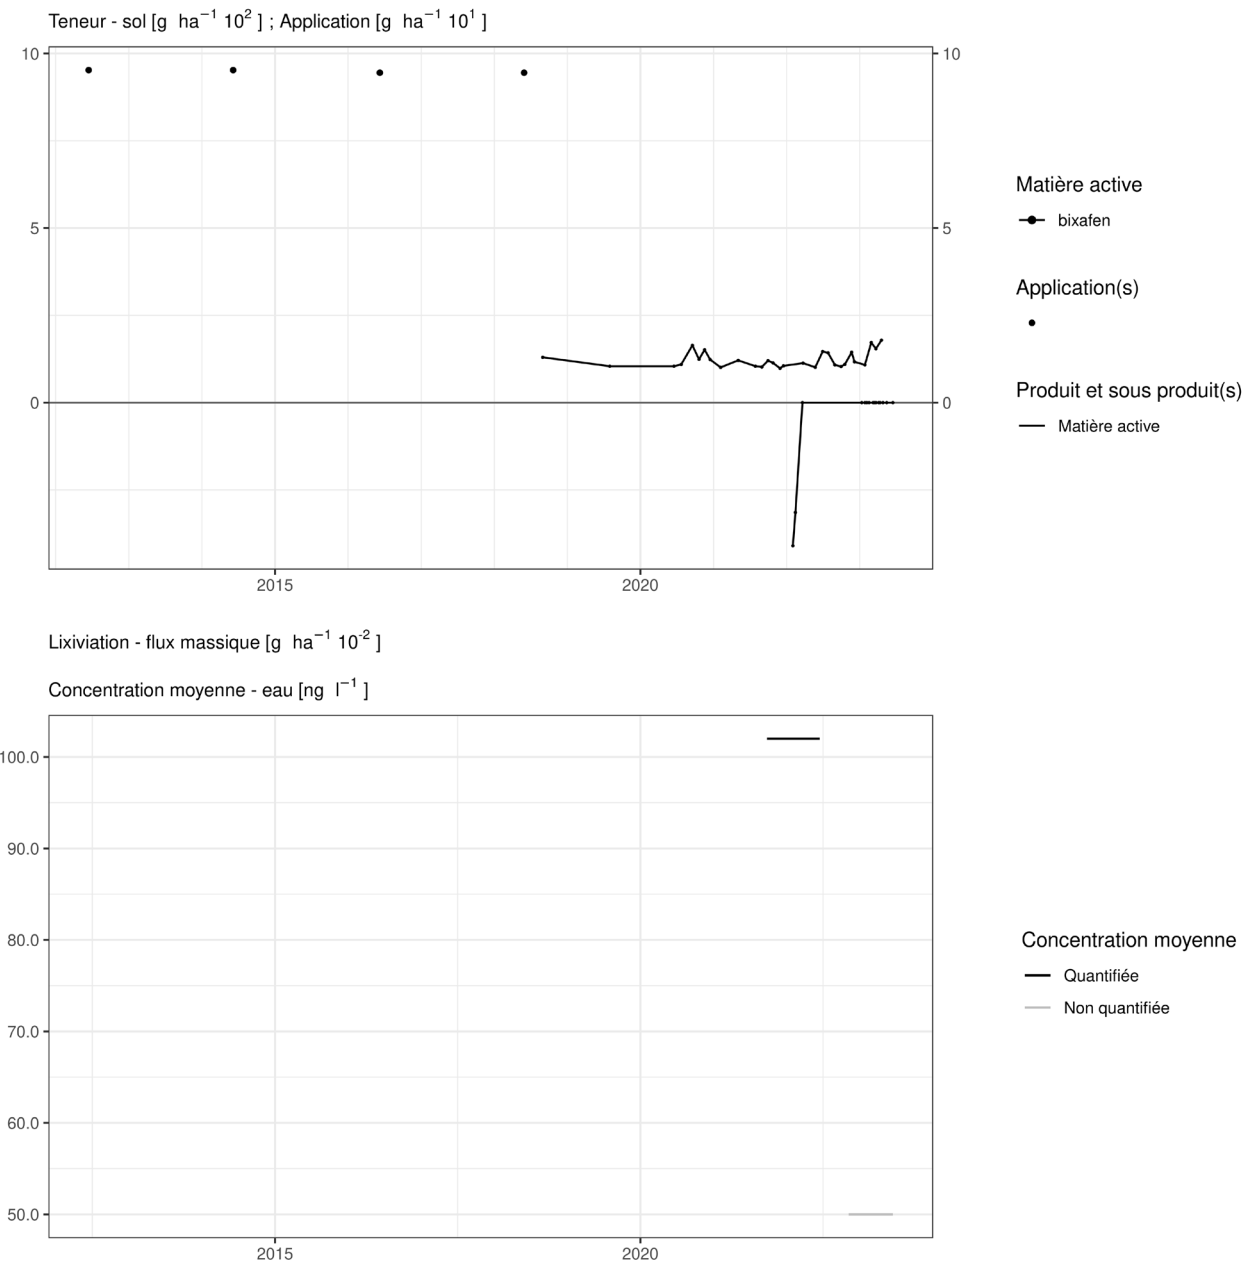 Teneur - sol [g ha⁻¹ 10² ] ; Application [g ha⁻¹ 10¹ ]
10
10
5
5
0
0
2015
2020
Matière active
bixafen
Application(s)
Produit et sous produit(s)
Matière active
Lixiviation - flux massique [g ha⁻¹ 10⁻² ]
Concentration moyenne - eau [ng l⁻¹ ]
100.0
90.0
80.0
70.0
60.0
50.0
2015
2020
Concentration moyenne
Quantifiée
Non quantifiée